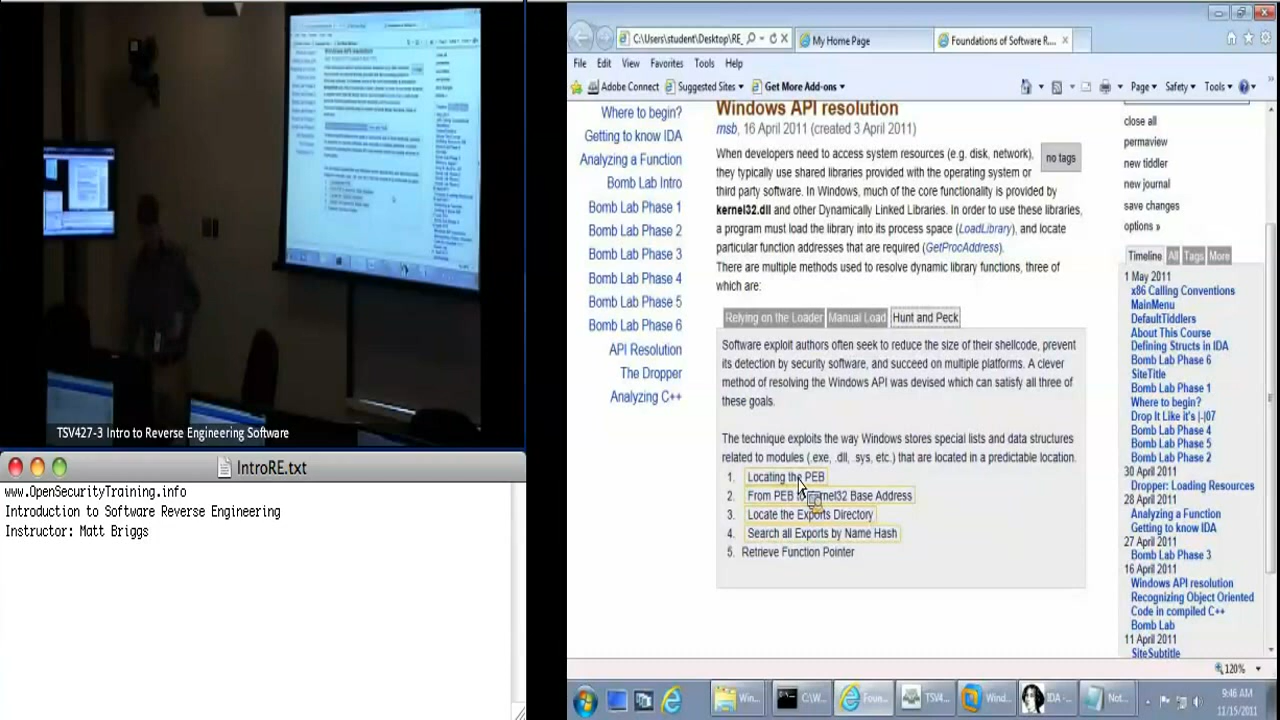 TSV427-3 Intro to Reverse Engineering Software
IntroRE.txt
www.OpenSecurityTraining.info
Introduction to Software Reverse Engineering
Instructor: Matt Briggs
C:\Users\student\Desktop\
My Home Page
Foundations of Software R...
File Edit View Favorites Tools Help
Adobe Connect
Suggested Sites
Get More Add
Page
Safety
Tools
Where to begin?
Getting to know IDA
Analyzing a Function
Bomb Lab Intro
Bomb Lab Phase 1
Bomb Lab Phase 2
Bomb Lab Phase 3
Bomb Lab Phase 4
Bomb Lab Phase 5
Bomb Lab Phase 6
API Resolution
The Dropper
Analyzing C++
Windows API resolution
msb, 16 April 2011 (created 3 April 2011)
no tags
When developers need to access system resources (e.g. disk, network,
they typically use shared libraries provided with the operating system or
third party software. In Windows, much of the core functionality is provided by
kernel32.dll and other Dynamically Linked Libraries. In order to use these libraries,
a program must load the library into process space (LoadLibrary), and locate
particular function addresses that are required (GetProcAddress).
There are multiple methods used to resolve dynamic library functions, three of
which are:
Relying on the Loader Manual Load Hunt and Peck
Software exploit authors often seek to reduce the size of their shellcode, prevent
its detection by security software, and succeed on multiple platforms. A clever
method of resolving the Windows API was devised which can satisfy all three of
these goals.
The technique exploits the way Windows stores special lists and data structures
related to modules (.exe, .dll, .sys, etc.) that are located in a predictable location.
1. Locating the PEB
2. From PEB to Kernel32 Base Address
3. Locate the Exports Directory
4. Search all Exports by Name Hash
5. Retrieve Function Pointer
close all
permaview
new tiddler
new journal
save changes
options »
Timeline All Tags More
1 May 2011
x86 Calling Conventions
MainMenu
DefaultTiddlers
About This Course
Defining Structs in IDA
Bomb Lab Phase 6
SiteTitle
Bomb Lab Phase 1
Where to begin?
Drop It Like it's |-|07
Bomb Lab Phase 4
Bomb Lab Phase 5
Bomb Lab Phase 2
30 April 2011
Dropper: Loading Resources
28 April 2011
Analyzing a Function
Getting to know IDA
27 April 2011
Bomb Lab Phase 3
16 April 2011
Windows API resolution
Recognizing Object Oriented
Code in compiled C++
Bomb Lab
11 April 2011
SiteSubtitle
120%
Win...
C:\W...
Foun...
TSV4...
Wind...
IDA -...
Not...
9:46 AM
11/15/2011